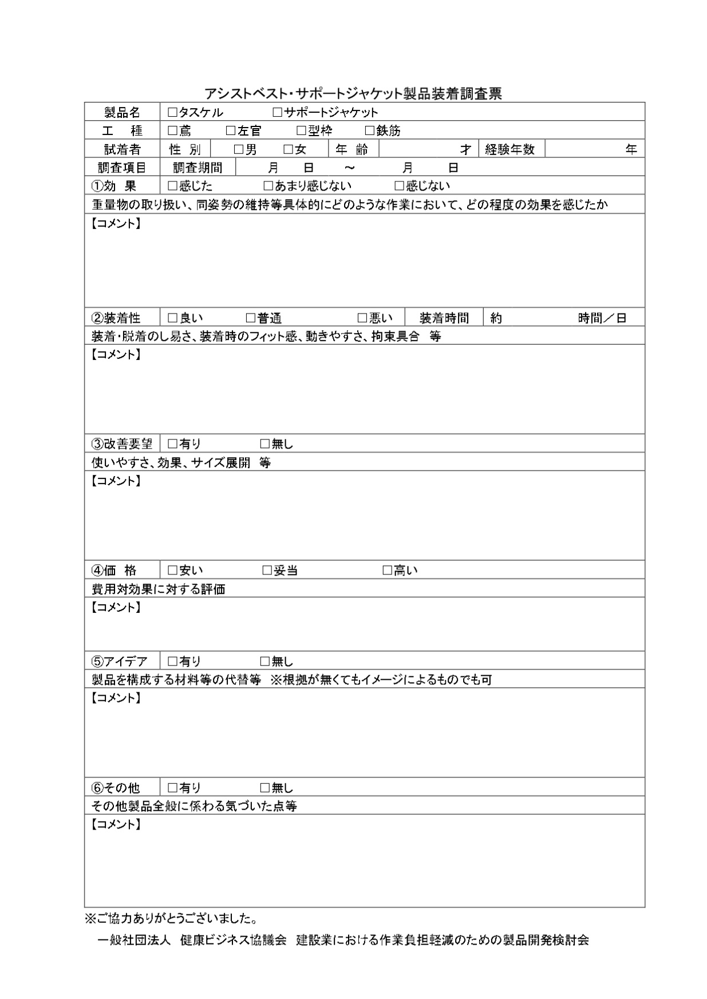 アシストベスト・サポートジャケット製品装着調査票
製品名 □タスケル □サポートジャケット
工 種 □鳶 □左官 □型枠 □鉄筋
試着者 性 別 □男 □女 年 齢 才 経験年数 年
調査項目 調査期間 月 日 ～ 月 日
①効 果 □感じた □あまり感じない □感じない
重量物の取り扱い、同姿勢の維持等具体的にどのような作業において、どの程度の効果を感じたか
【コメント】
②装着性 □良い □普通 □悪い 装着時間 約 時間／日
装着・脱着のし易さ、装着時のフィット感、動きやすさ、拘束具合 等
【コメント】
③改善要望 □有り □無し
使いやすさ、効果、サイズ展開 等
【コメント】
④価 格 □安い □妥当 □高い
費用対効果に対する評価
【コメント】
⑤アイデア □有り □無し
製品を構成する材料等の代替等 ※根拠が無くてもイメージによるものでも可
【コメント】
⑥その他 □有り □無し
その他製品全般に係わる気づいた点等
【コメント】
※ご協力ありがとうございました。
一般社団法人 健康ビジネス協議会 建設業における作業負担軽減のための製品開発検討会